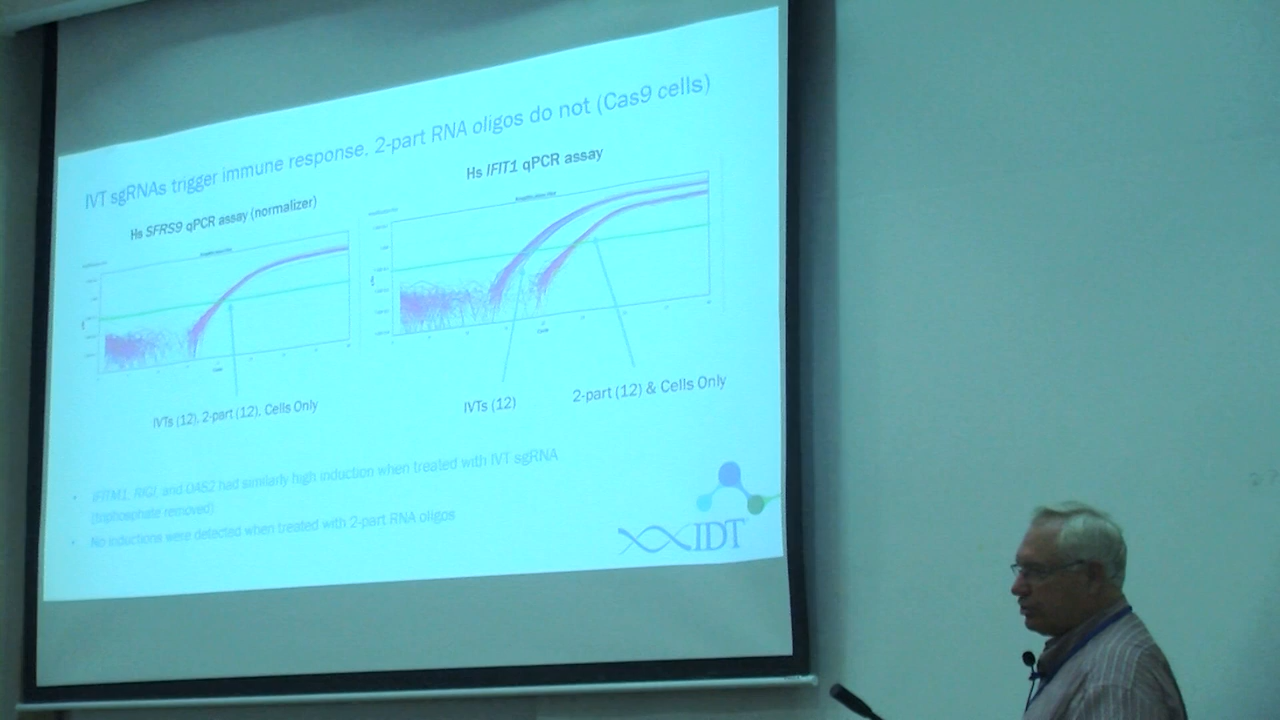 IVT sgRNAs trigger immune response. 2-part RNA oligos do not (Cas9 cells)
Hs SFRS9 qPCR assay (normalizer)
Hs IFIT1 qPCR assay
IVTs (12), 2-part (12), Cells Only
IVTs (12)
2-part (12) & Cells Only
• IFITM1, RIGI, and OAS2 had similarly high induction when treated with IVT sgRNA
(triphosphate removed)
• No inductions were detected when treated with 2-part RNA oligos
IDT